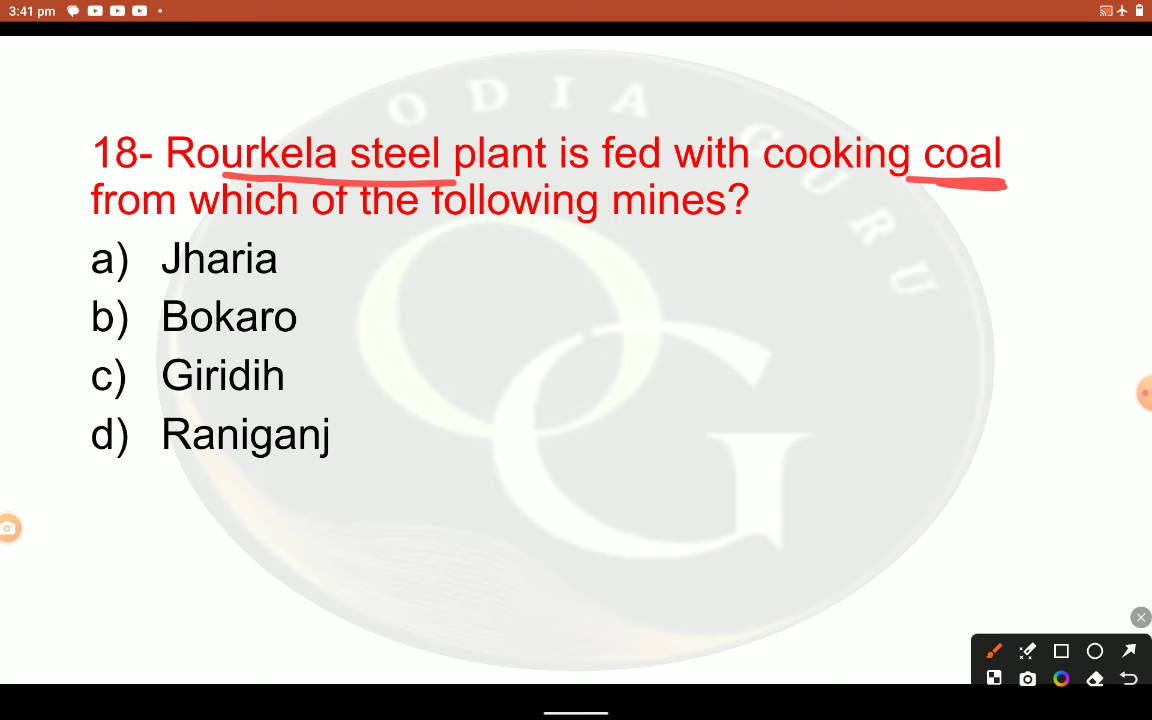 3:41 pm
ODIA GURU
18- Rourkela steel plant is fed with cooking coal
from which of the following mines?
a) Jharia
b) Bokaro
c) Giridih
d) Raniganj
OG